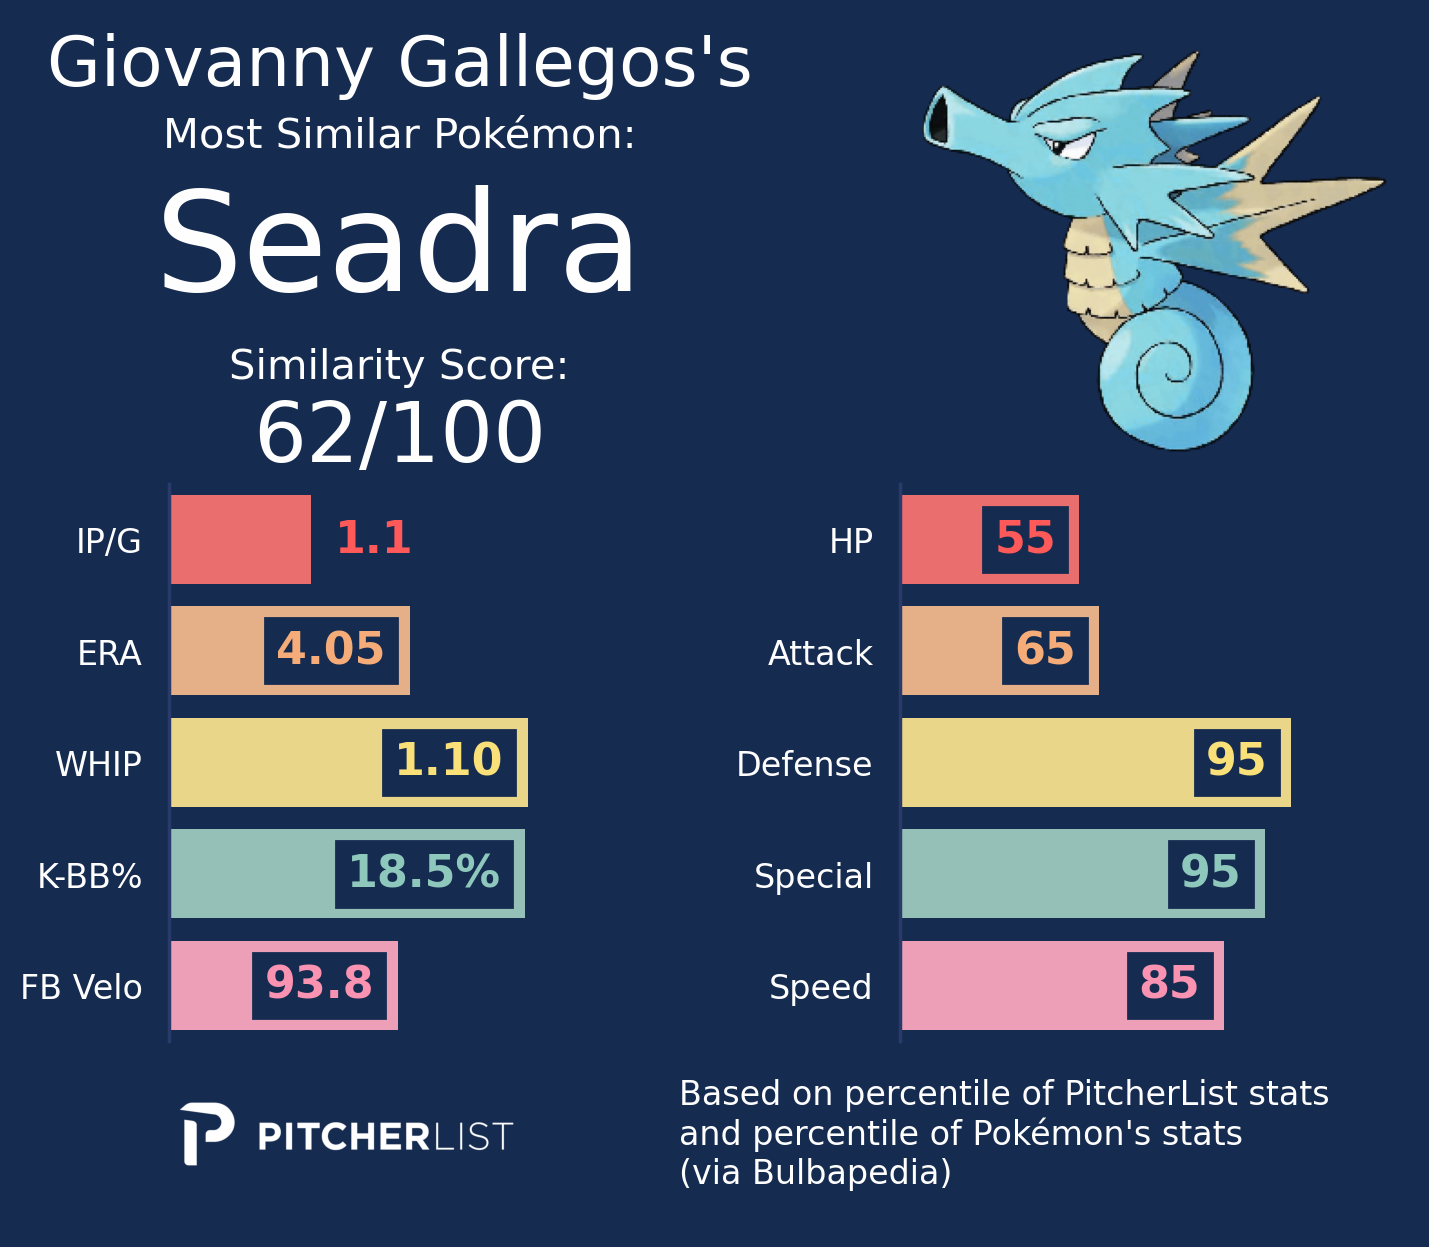 Giovanny Gallegos's
Most Similar Pokémon:
Seadra
Similarity Score:
62/100
IP/G 1.1
ERA 4.05
WHIP 1.10
K-BB% 18.5%
FB Velo 93.8
HP 55
Attack 65
Defense 95
Special 95
Speed 85
PITCHERLIST
Based on percentile of PitcherList stats
and percentile of Pokémon's stats
(via Bulbapedia)